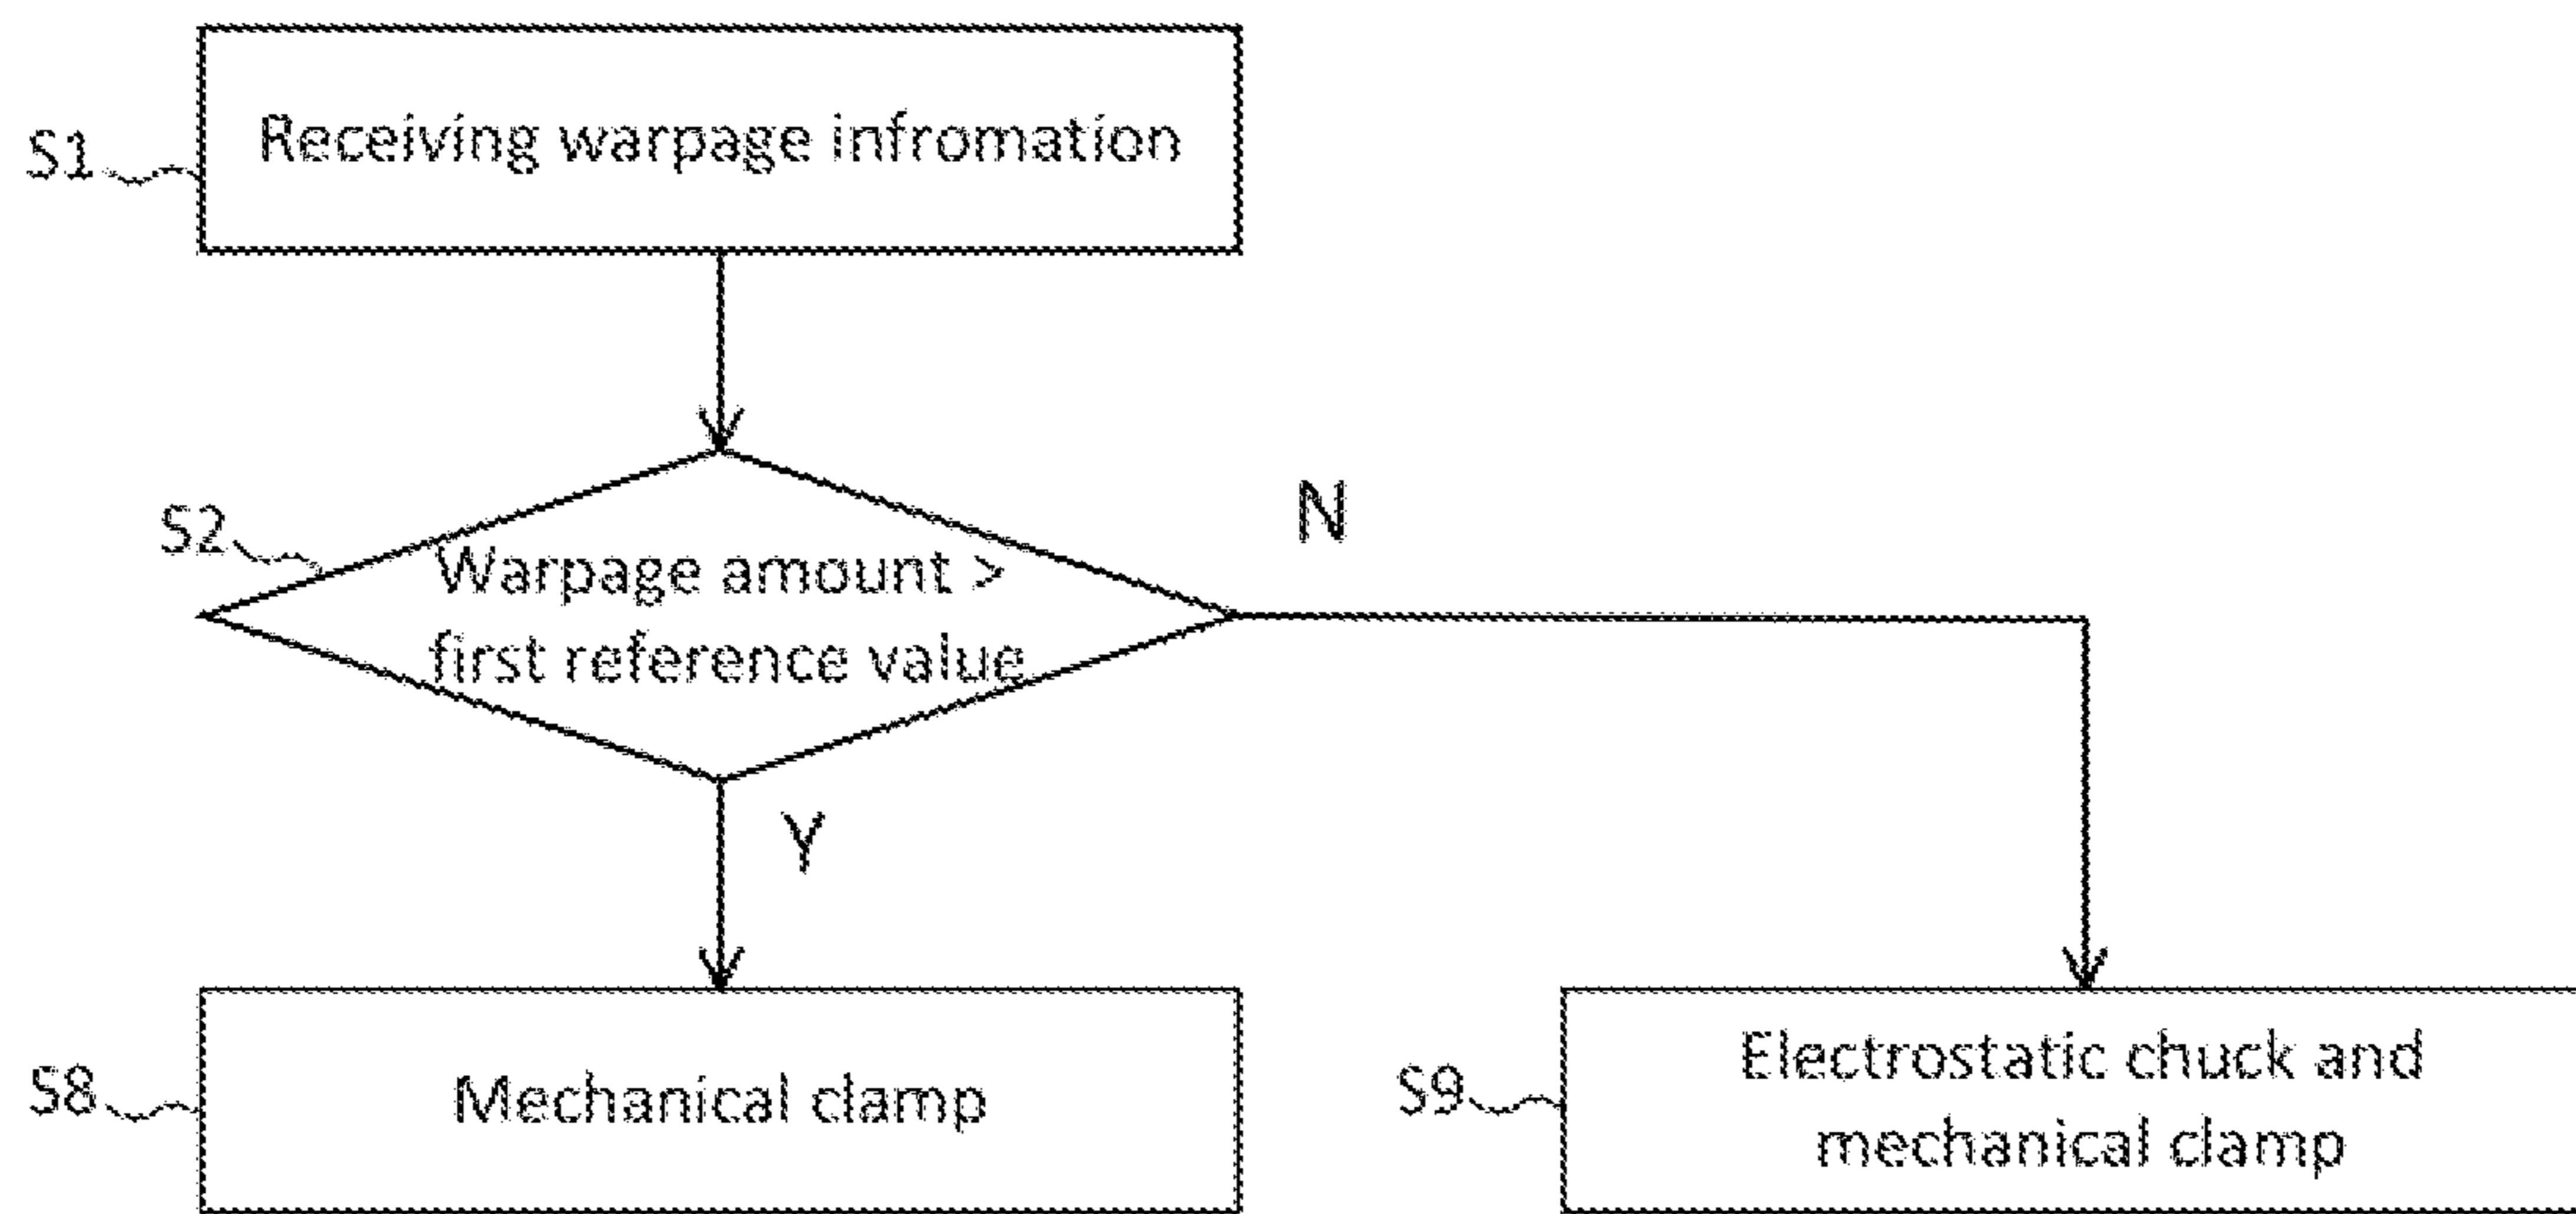 S1
Receiving warpage infromation
S2
N
Warpage amount >
first reference value
Y
S8
Mechanical clamp
S9
Electrostatic chuck and
mechanical clamp